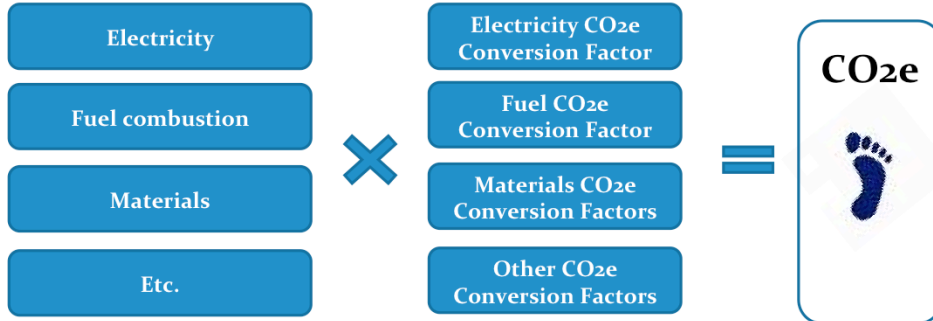 Electricity
Electricity CO2e
Conversion Factor
Fuel combustion
Fuel CO2e
Conversion Factor
Materials
Materials CO2e
Conversion Factors
Etc.
Other CO2e
Conversion Factors
CO2e